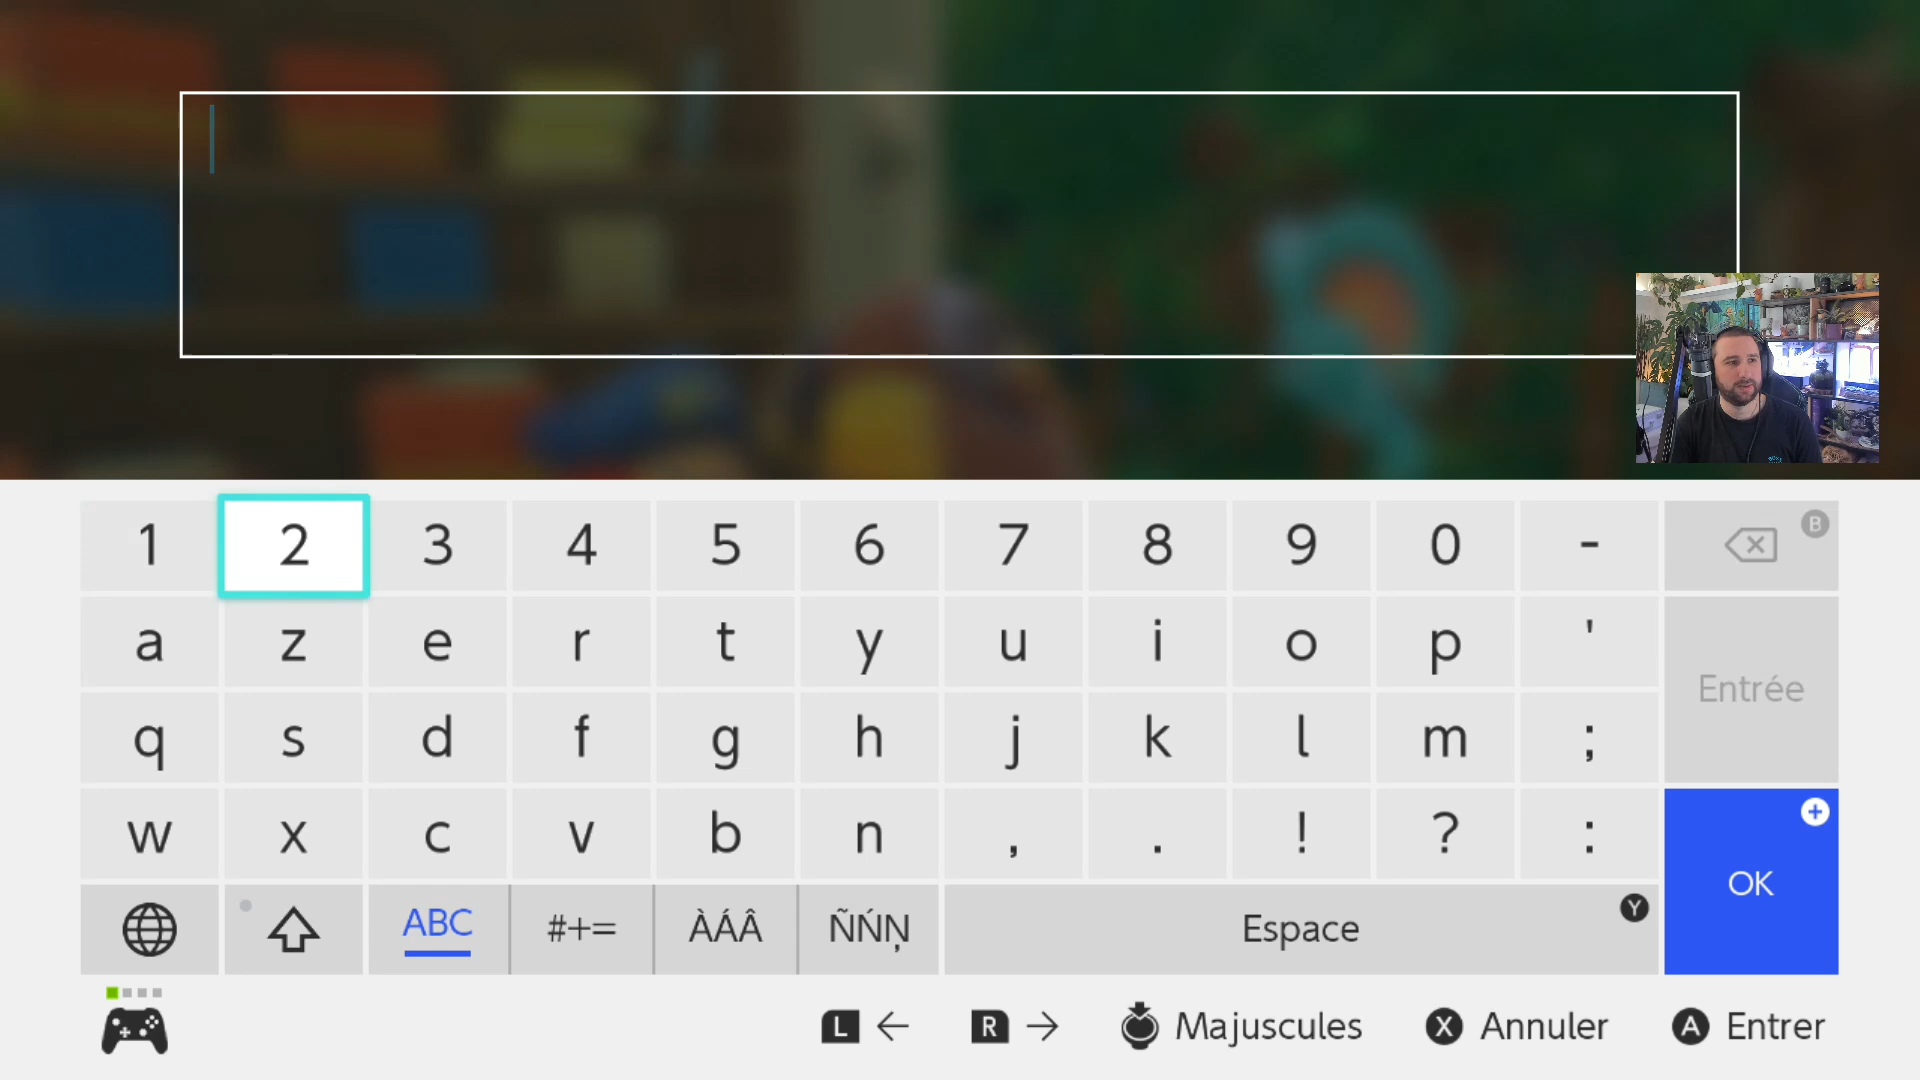 1 2 3 4 5 6 7 8 9 0 - B
a z e r t y u i o p '
Entrée
q s d f g h j k l m ;
w x c v b n , . ! ? :
OK
ABC #+= ÀÁÂ ÑŃŅ Espace Y
L ← R → Majuscules X Annuler A Entrer